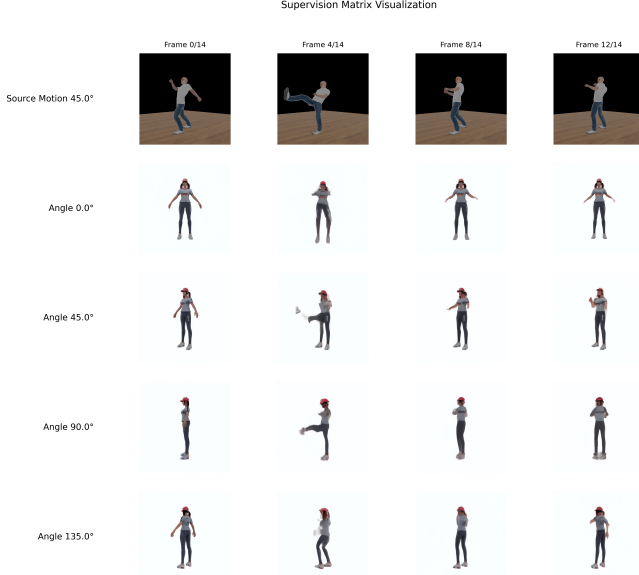 Supervision Matrix Visualization
Frame 0/14
Frame 4/14
Frame 8/14
Frame 12/14
Source Motion 45.0°
Angle 0.0°
Angle 45.0°
Angle 90.0°
Angle 135.0°